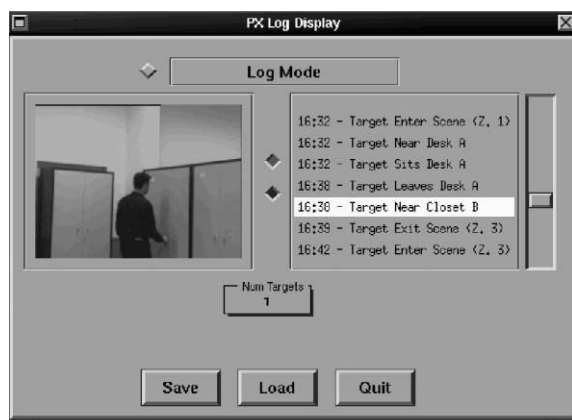 PX Log Display
Log Mode
16:32 - Target Enter Scene (Z. 1)
16:32 - Target Near Desk A
16:32 - Target Sits Desk A
16:38 - Target Leaves Desk A
16:38 - Target Near Closet B
16:39 - Target Exit Scene (Z. 3)
16:42 - Target Enter Scene (Z. 3)
Num Targets
1
Save Load Quit